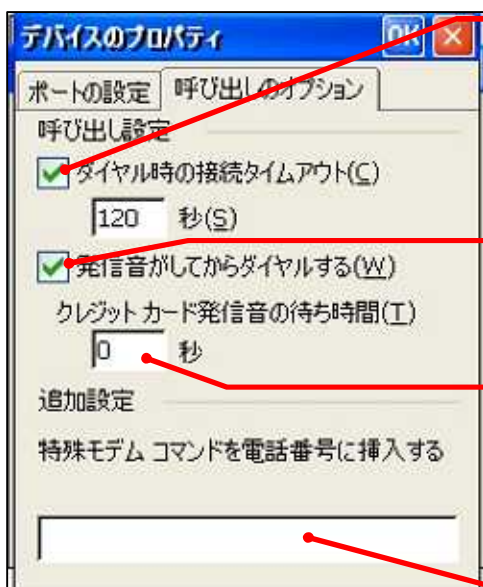 デバイスのプロパティ OK
ポートの設定 呼び出しのオプション
呼び出し設定
ダイヤル時の接続タイムアウト(C)
120 秒(S)
発信音がしてからダイヤルする(W)
クレジット カード発信音の待ち時間(T)
0 秒
追加設定
特殊モデム コマンドを電話番号に挿入する